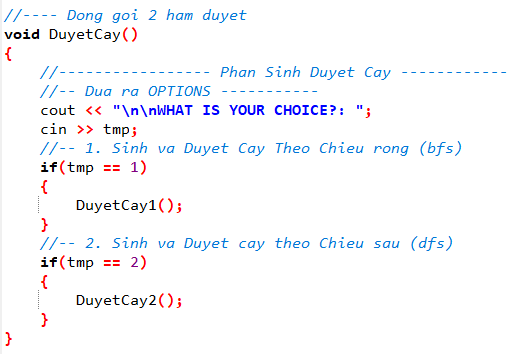 //---- Dong goi 2 ham duyet
void DuyetCay()
{
    //----------------- Phan Sinh Duyet Cay ------------
    //-- Dua ra OPTIONS -----------
    cout << "\n\nWHAT IS YOUR CHOICE?: ";
    cin >> tmp;
    //-- 1. Sinh va Duyet Cay Theo Chieu rong (bfs)
    if(tmp == 1)
    {
        DuyetCay1();
    }
    //-- 2. Sinh va Duyet cay theo Chieu sau (dfs)
    if(tmp == 2)
    {
        DuyetCay2();
    }
}